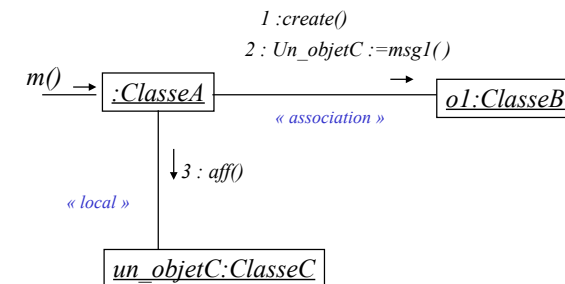 1 :create()
2 : Un_objetC :=msg1( )
m()
:ClasseA
o1:ClasseB
« association »
3 : aff()
« local »
un_objetC:ClasseC